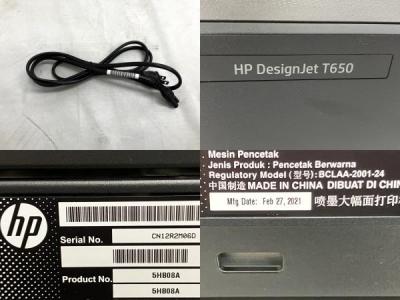 HP DesignJet T650
hp
Serial No.
CN12R2M06D
Product No.
5HB08A
5HB08A
Mesin Pencetak
Jenis Produk : Pencetak Berwarna
Regulatory Model (型号):BCLAA-2001-24
中国制造 MADE IN CHINA DIBUAT DI CHIN
Mfg Date: Feb 27, 2021
喷墨大幅面打印机